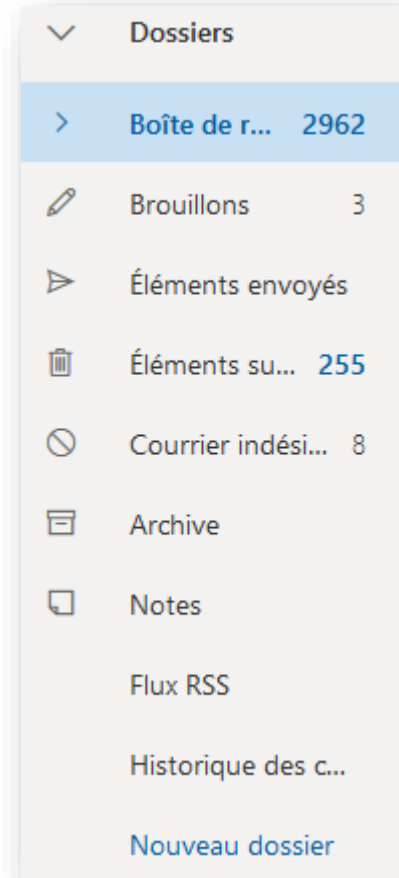 Dossiers
Boîte de r... 2962
Brouillons 3
Éléments envoyés
Éléments su... 255
Courrier indési... 8
Archive
Notes
Flux RSS
Historique des c...
Nouveau dossier